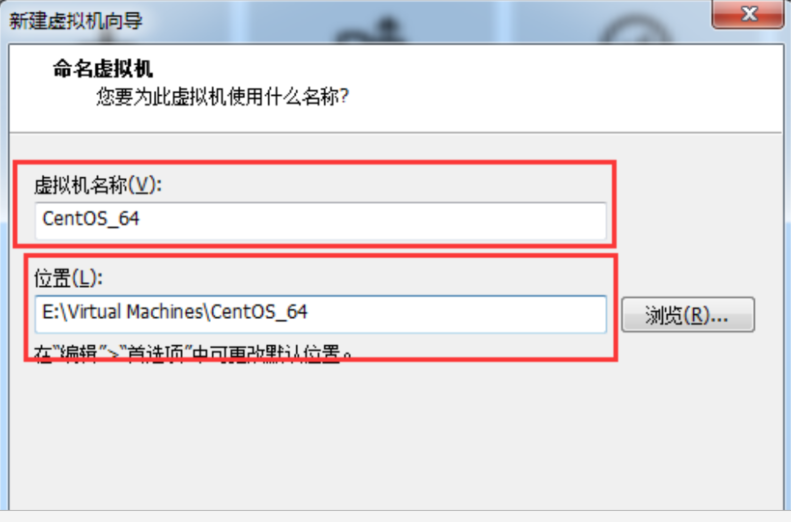 新建虚拟机向导
命名虚拟机
您要为此虚拟机使用什么名称?
虚拟机名称(V):
CentOS_64
位置(L):
E:\Virtual Machines\CentOS_64
浏览(R)...
在“编辑”>“首选项”中可更改默认位置。